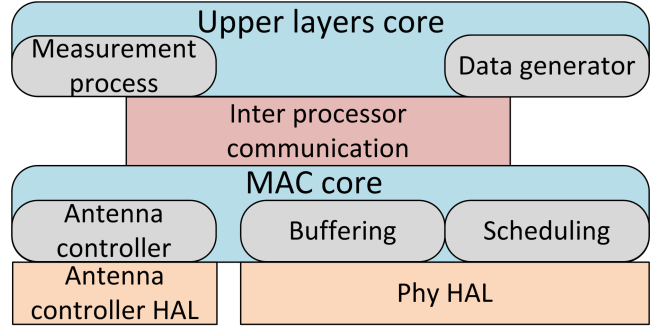 Upper layers core
Measurement
process
Data generator
Inter processor
communication
MAC core
Antenna
controller
Buffering
Scheduling
Antenna
controller HAL
Phy HAL